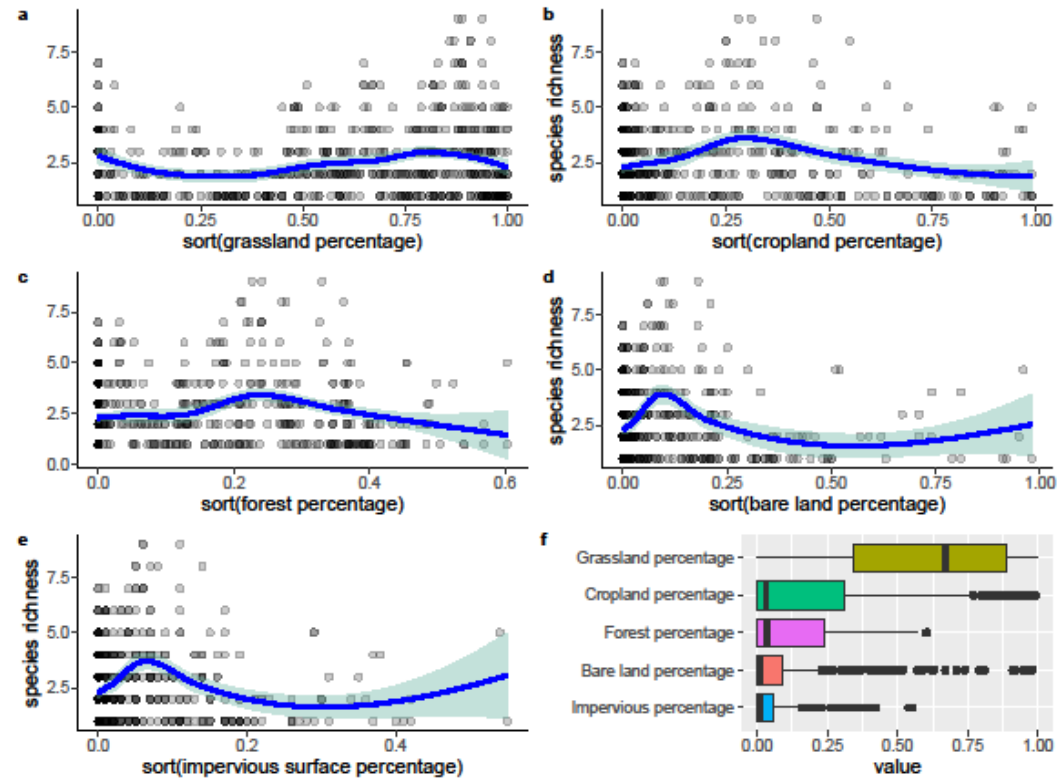 a
species richness
7.5
5.0
2.5
0.00 0.25 0.50 0.75 1.00
sort(grassland percentage)
b
species richness
7.5
5.0
2.5
0.00 0.25 0.50 0.75 1.00
sort(cropland percentage)
c
species richness
7.5
5.0
2.5
0.0
0.0 0.2 0.4 0.6
sort(forest percentage)
d
species richness
7.5
5.0
2.5
0.00 0.25 0.50 0.75 1.00
sort(bare land percentage)
e
species richness
7.5
5.0
2.5
0.0 0.2 0.4
sort(impervious surface percentage)
f
Grassland percentage
Cropland percentage
Forest percentage
Bare land percentage
Impervious percentage
0.00 0.25 0.50 0.75 1.00
value